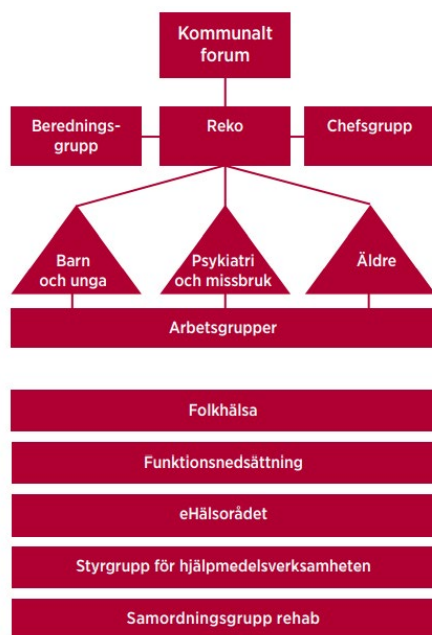 Kommunalt
forum
Berednings-
grupp
Reko
Chefsgrupp
Barn
och unga
Psykiatri
och missbruk
Äldre
Arbetsgrupper
Folkhälsa
Funktionsnedsättning
eHälsorådet
Styrgrupp för hjälpmedelsverksamheten
Samordningsgrupp rehab